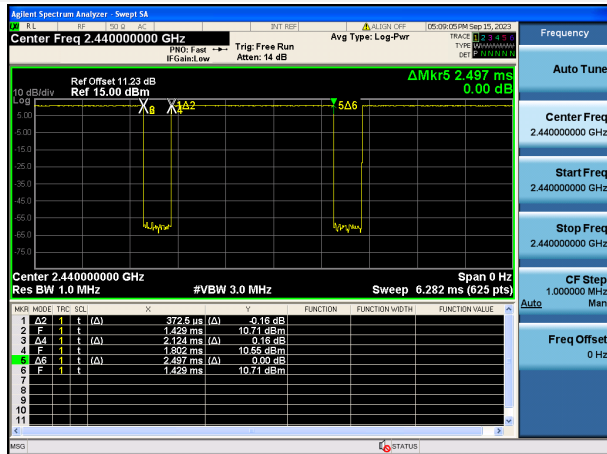 Agilent Spectrum Analyzer - Swept SA
RL RF 50 Ω AC INT REF ALIGN OFF 05:09:05 PM Sep 15, 2023
Center Freq 2.440000000 GHz
PNO: Fast Trig: Free Run
IFGain:Low Atten: 14 dB
Avg Type: Log-Pwr
TRACE 1 2 3 4 5 6
TYPE
DET P N N N N N
Ref Offset 11.23 dB
10 dB/div Ref 15.00 dBm
ΔMkr5 2.497 ms
0.00 dB
Log
5.00
-5.00
-15.0
-25.0
-35.0
-45.0
-55.0
-65.0
-75.0
1Δ2
5Δ6
Center 2.440000000 GHz Span 0 Hz
Res BW 1.0 MHz #VBW 3.0 MHz Sweep 6.282 ms (625 pts)
MKR MODE TRC SCL X Y FUNCTION FUNCTION WIDTH FUNCTION VALUE
1 Δ2 1 t (Δ) 372.5 µs (Δ) -0.16 dB
2 F 1 t 1.429 ms 10.71 dBm
3 Δ4 1 t (Δ) 2.124 ms (Δ) 0.16 dB
4 F 1 t 1.802 ms 10.55 dBm
5 Δ6 1 t (Δ) 2.497 ms (Δ) 0.00 dB
6 F 1 t 1.429 ms 10.71 dBm
7
8
9
10
11
MSG STATUS
Frequency
Auto Tune
Center Freq
2.440000000 GHz
Start Freq
2.440000000 GHz
Stop Freq
2.440000000 GHz
CF Step
1.000000 MHz
Auto Man
Freq Offset
0 Hz